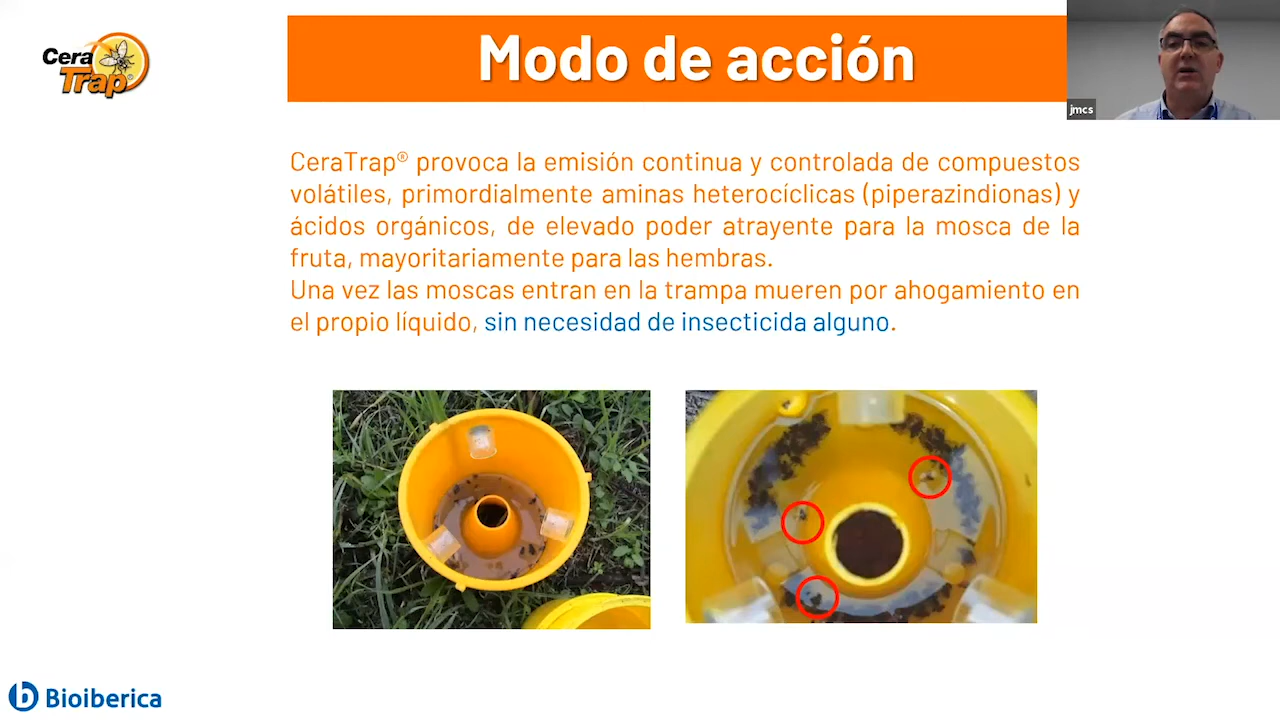 Cera
Trap®
Modo de acción
jmcs
CeraTrap® provoca la emisión continua y controlada de compuestos
volátiles, primordialmente aminas heterocíclicas (piperazindionas) y
ácidos orgánicos, de elevado poder atrayente para la mosca de la
fruta, mayoritariamente para las hembras.
Una vez las moscas entran en la trampa mueren por ahogamiento en
el propio líquido, sin necesidad de insecticida alguno.
b Bioiberica